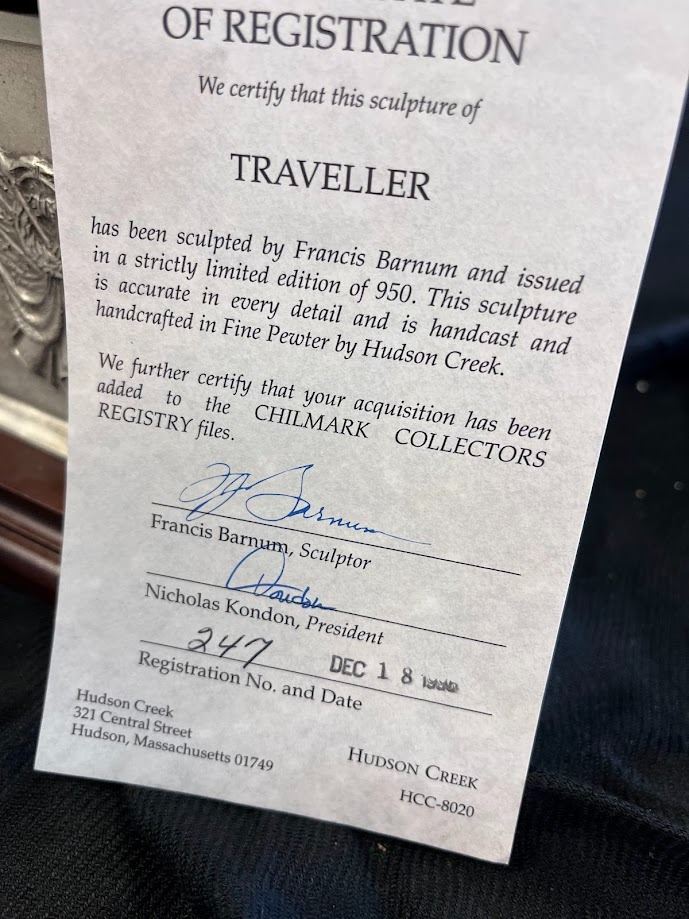 OF REGISTRATION
We certify that this sculpture of
TRAVELLER
has been sculpted by Francis Barnum and issued
in a strictly limited edition of 950. This sculpture
is accurate in every detail and is handcast and
handcrafted in Fine Pewter by Hudson Creek.
We further certify that your acquisition has been
added to the CHILMARK COLLECTORS
REGISTRY files.
Barnum
Francis Barnum, Sculptor
Nicholas Kondon, President
247 DEC 18
Registration No. and Date
Hudson Creek
321 Central Street
Hudson, Massachusetts 01749
HUDSON CREEK
HCC-8020